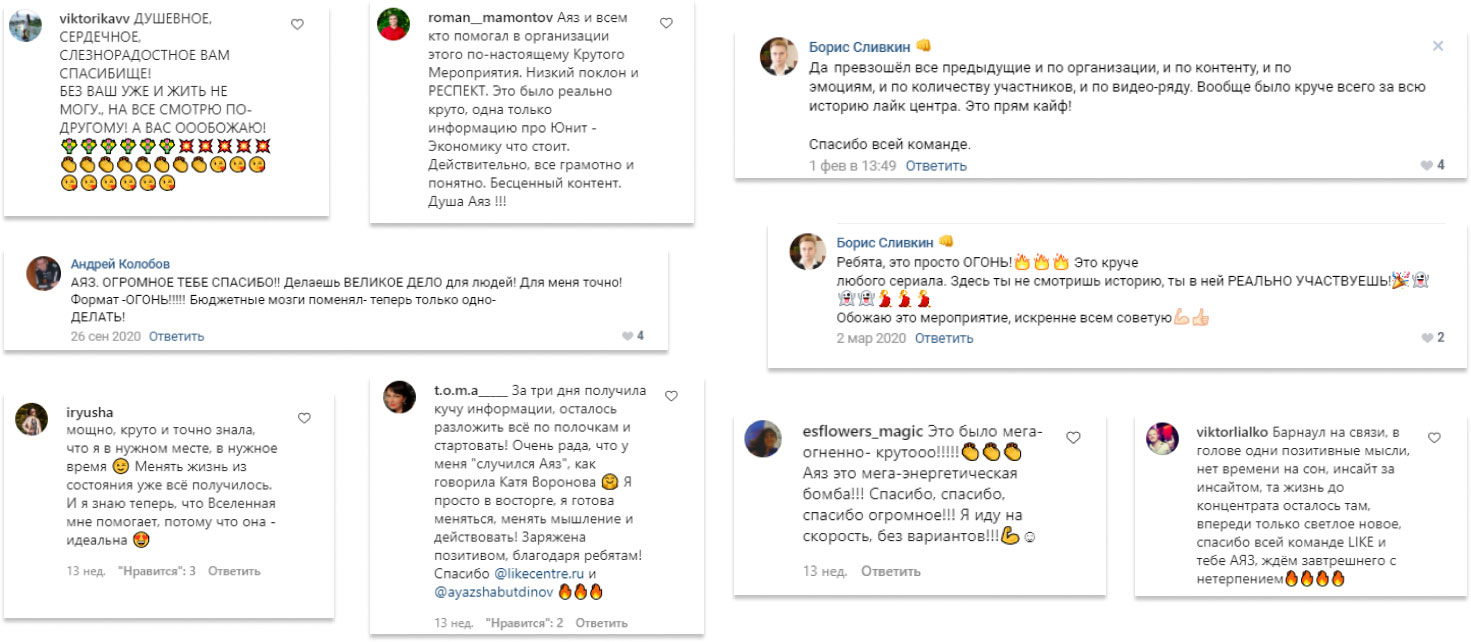 viktorikavv ДУШЕВНОЕ,
СЕРДЕЧНОЕ,
СЛЕЗНОРАДОСТНОЕ ВАМ
СПАСИБИЩЕ!
БЕЗ ВАШ УЖЕ И ЖИТЬ НЕ
МОГУ., НА ВСЕ СМОТРЮ ПО-
ДРУГОМУ! А ВАС ОООБОЖАЮ!
roman__mamontov Аяз и всем
кто помогал в организации
этого по-настоящему Крутого
Мероприятия. Низкий поклон и
РЕСПЕКТ. Это было реально
круто, одна только
информацию про Юнит -
Экономику что стоит.
Действительно, все грамотно и
понятно. Бесценный контент.
Душа Аяз !!!
Борис Сливкин 👊
Да превзошёл все предыдущие и по организации, и по контенту, и по
эмоциям, и по количеству участников, и по видео-ряду. Вообще было круче всего за всю
историю лайк центра. Это прям кайф!
Спасибо всей команде.
1 фев в 13:49 Ответить 4
Андрей Колобов
АЯЗ. ОГРОМНОЕ ТЕБЕ СПАСИБО!! Делаешь ВЕЛИКОЕ ДЕЛО для людей! Для меня точно!
Формат -ОГОНЬ!!!!! Бюджетные мозги поменял- теперь только одно-
ДЕЛАТЬ!
26 сен 2020 Ответить 4
Борис Сливкин 👊
Ребята, это просто ОГОНЬ!🔥🔥🔥 Это круче
любого сериала. Здесь ты не смотришь историю, ты в ней РЕАЛЬНО УЧАСТВУЕШЬ!🎉👻
👻👻💃💃💃
Обожаю это мероприятие, искренне всем советую💪👍
2 мар 2020 Ответить 2
iryusha
мощно, круто и точно знала,
что я в нужном месте, в нужное
время 😉 Менять жизнь из
состояния уже всё получилось.
И я знаю теперь, что Вселенная
мне помогает, потому что она -
идеальна 😍
13 нед. "Нравится": 3 Ответить
t.o.m.a_____ За три дня получила
кучу информации, осталось
разложить всё по полочкам и
стартовать! Очень рада, что у
меня "случился Аяз", как
говорила Катя Воронова 🤗 Я
просто в восторге, я готова
меняться, менять мышление и
действовать! Заряжена
позитивом, благодаря ребятам!
Спасибо @likecentre.ru и
@ayazshabutdinov 🔥🔥🔥
13 нед. "Нравится": 2 Ответить
esflowers_magic Это было мега-
огненно- крутооо!!!!!👏👏👏
Аяз это мега-энергетическая
бомба!!! Спасибо, спасибо,
спасибо огромное!!! Я иду на
скорость, без вариантов!!!💪☺
13 нед. Ответить
viktorlialko Барнаул на связи, в
голове одни позитивные мысли,
нет времени на сон, инсайт за
инсайтом, та жизнь до
концентрата осталось там,
впереди только светлое новое,
спасибо всей команде LIKE и
тебе АЯЗ, ждём завтрешнего с
нетерпением🔥🔥🔥🔥